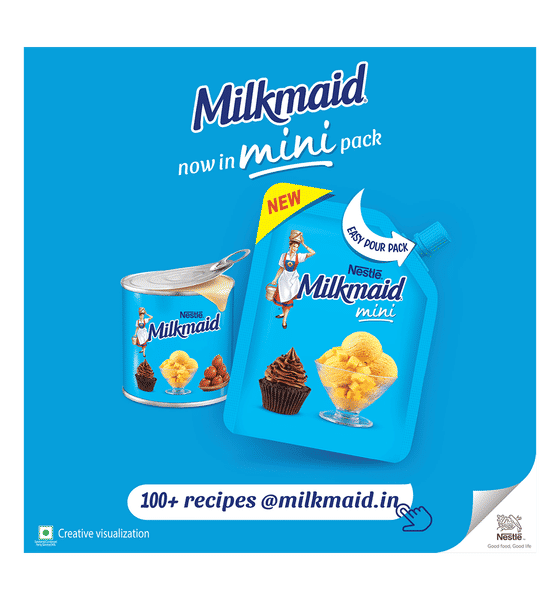 Milkmaid
now in mini pack
NEW
EASY POUR PACK
Nestlé
Milkmaid
mini
Nestlé
Milkmaid
100+ recipes @milkmaid.in
Creative visualization
Nestlé
Good food, Good life